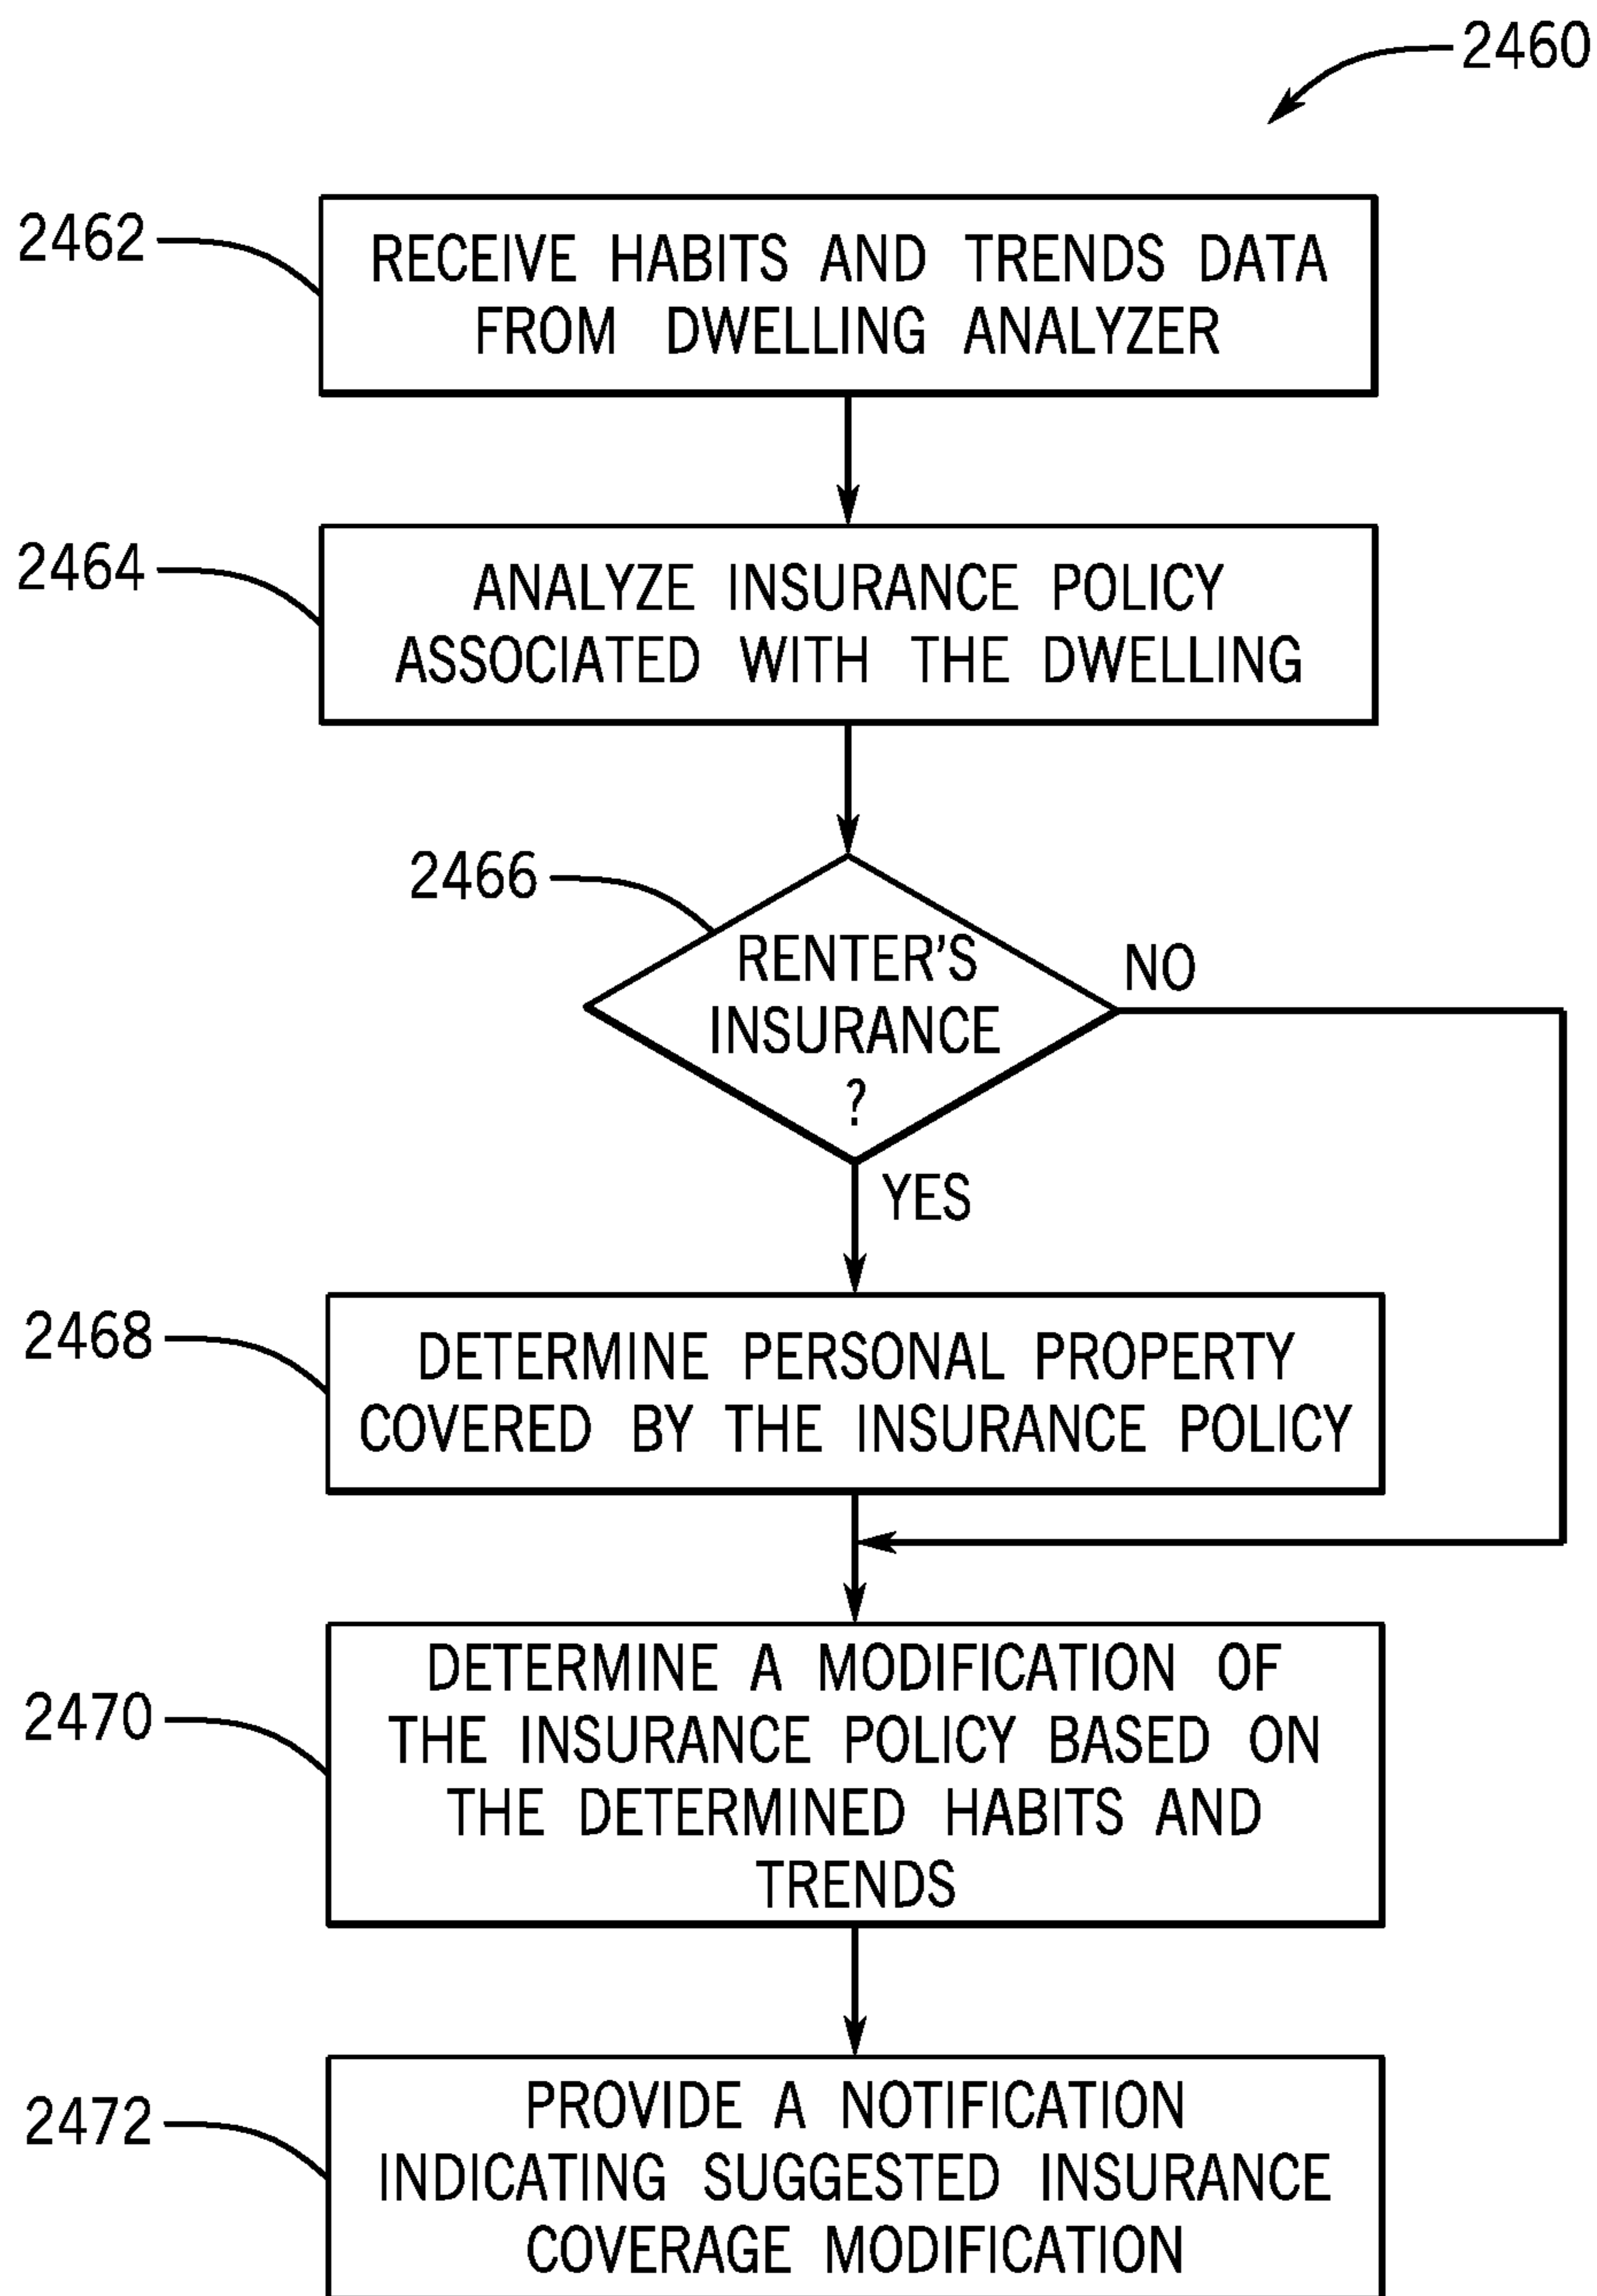 2460
2462
RECEIVE HABITS AND TRENDS DATA
FROM DWELLING ANALYZER
2464
ANALYZE INSURANCE POLICY
ASSOCIATED WITH THE DWELLING
2466
RENTER'S
INSURANCE
?
NO
YES
2468
DETERMINE PERSONAL PROPERTY
COVERED BY THE INSURANCE POLICY
2470
DETERMINE A MODIFICATION OF
THE INSURANCE POLICY BASED ON
THE DETERMINED HABITS AND
TRENDS
2472
PROVIDE A NOTIFICATION
INDICATING SUGGESTED INSURANCE
COVERAGE MODIFICATION